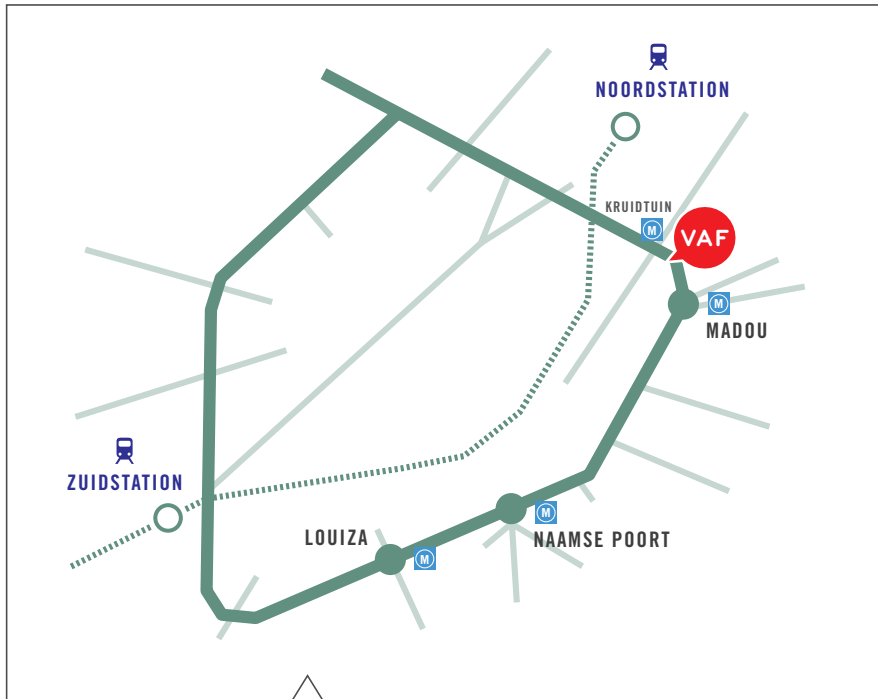 NOORDSTATION
KRUIDTUIN
M
VAF
M
MADOU
ZUIDSTATION
M
NAAMSE POORT
LOUIZA
M